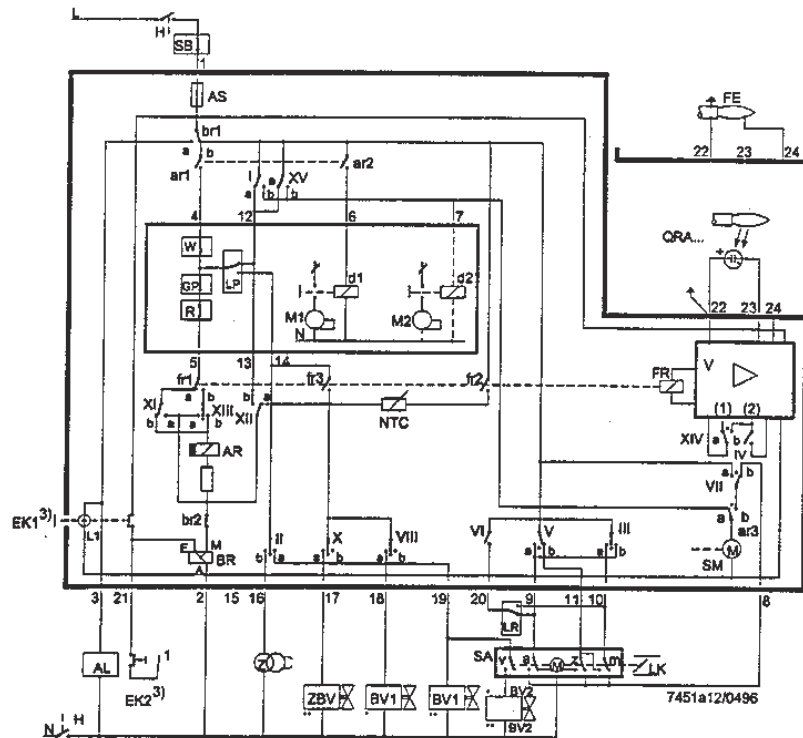 L
H
SB
1
AS
FE
br1
a b
22 23 24
ar1
ar2
I a XV
a b b
4 12 6 7
QRA...
W
LP
d1
d2
GP
+
R
M1
M2
N
22 23 24
5 13 14
V
fr1
fr3
fr2
FR
a b
b a
XI
XIII
XII
b a a b
NTC
(1) (2)
XIV a b
IV
AR
a b
VII
br2
II X VIII
VI V III
a b
ar3
EK1³⁾
L1
F M
BR
A
b a a b a b
a b a b
M
SM
3 21 2 15 16 17 18 19 20 9 11 10 8
LR
AL
1
Z
SA
V a M z m
LK
EK2³⁾
ZBV
BV1
BV1
BV2
BV2
7451a12/0496
N H